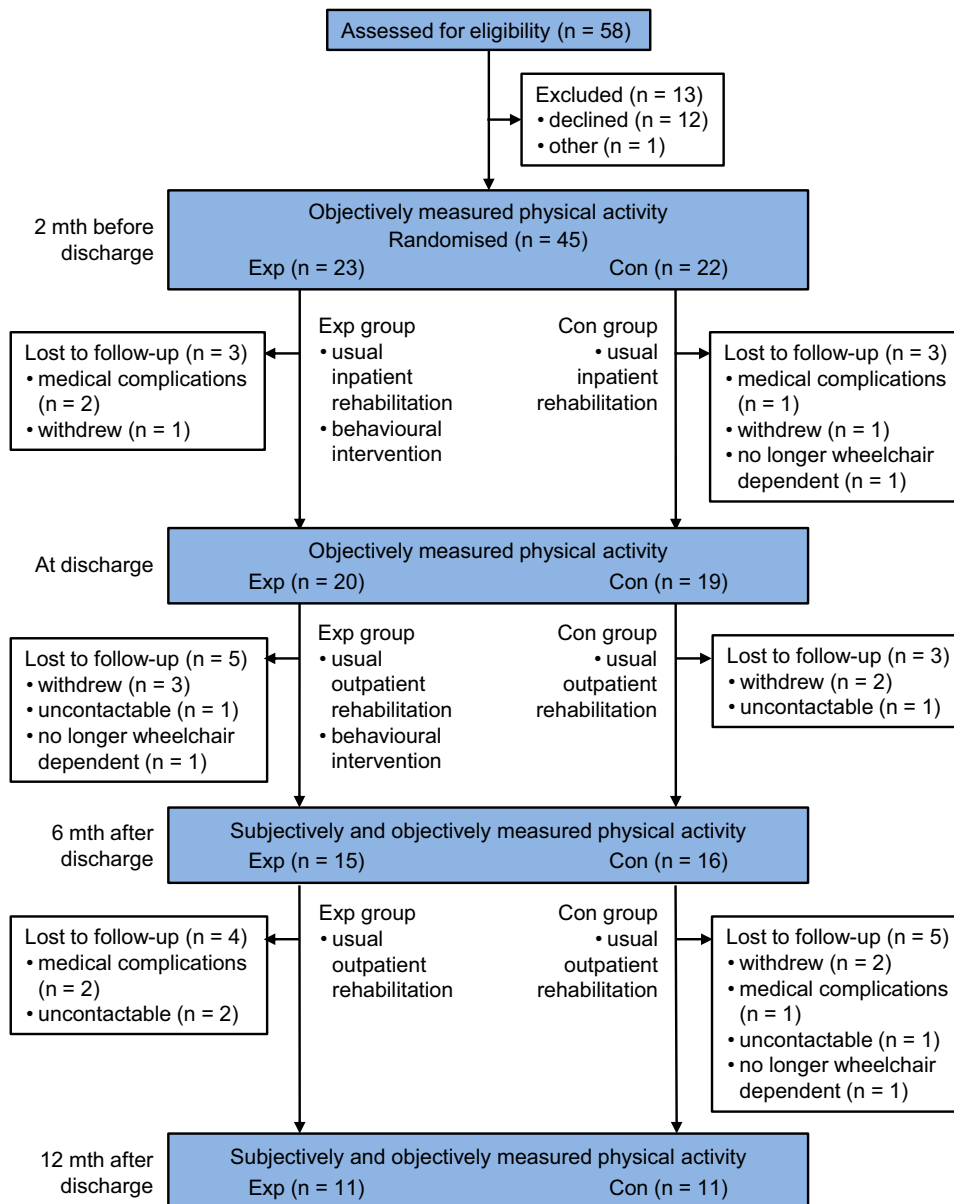 Assessed for eligibility (n = 58)
Excluded (n = 13)
• declined (n = 12)
• other (n = 1)
2 mth before
discharge
Objectively measured physical activity
Randomised (n = 45)
Exp (n = 23) Con (n = 22)
Lost to follow-up (n = 3)
• medical complications
(n = 2)
• withdrew (n = 1)
Exp group
• usual
inpatient
rehabilitation
• behavioural
intervention
Con group
• usual
inpatient
rehabilitation
Lost to follow-up (n = 3)
• medical complications
(n = 1)
• withdrew (n = 1)
• no longer wheelchair
dependent (n = 1)
At discharge
Objectively measured physical activity
Exp (n = 20) Con (n = 19)
Lost to follow-up (n = 5)
• withdrew (n = 3)
• uncontactable (n = 1)
• no longer wheelchair
dependent (n = 1)
Exp group
• usual
outpatient
rehabilitation
• behavioural
intervention
Con group
• usual
outpatient
rehabilitation
Lost to follow-up (n = 3)
• withdrew (n = 2)
• uncontactable (n = 1)
6 mth after
discharge
Subjectively and objectively measured physical activity
Exp (n = 15) Con (n = 16)
Lost to follow-up (n = 4)
• medical complications
(n = 2)
• uncontactable (n = 2)
Exp group
• usual
outpatient
rehabilitation
Con group
• usual
outpatient
rehabilitation
Lost to follow-up (n = 5)
• withdrew (n = 2)
• medical complications
(n = 1)
• uncontactable (n = 1)
• no longer wheelchair
dependent (n = 1)
12 mth after
discharge
Subjectively and objectively measured physical activity
Exp (n = 11) Con (n = 11)